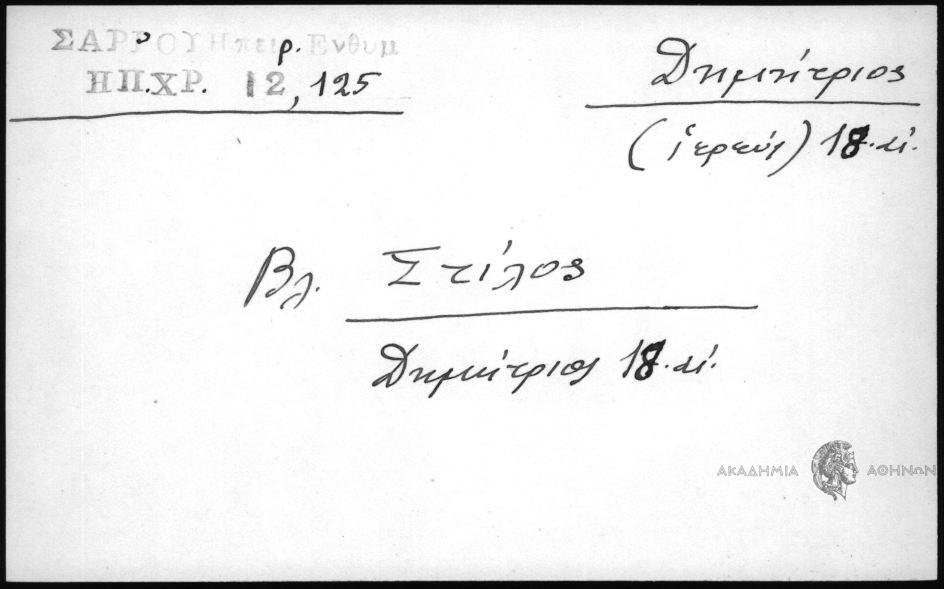 ΣΑΡΡΟΥ Ηπειρ. Ενθυμ
ΗΠ.ΧΡ. 12, 125
Δημήτριος
(ἱερεύς) 18. αἰ.
Βλ. Στίλος
Δημήτριος 18. αἰ.
ΑΚΑΔΗΜΙΑ ΑΘΗΝΩΝ